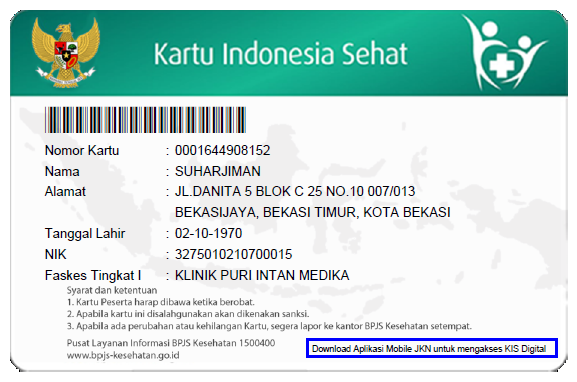 Kartu Indonesia Sehat
Nomor Kartu : 0001644908152
Nama : SUHARJIMAN
Alamat : JL.DANITA 5 BLOK C 25 NO.10 007/013
BEKASIJAYA, BEKASI TIMUR, KOTA BEKASI
Tanggal Lahir : 02-10-1970
NIK : 3275010210700015
Faskes Tingkat I : KLINIK PURI INTAN MEDIKA
Syarat dan ketentuan
1. Kartu Peserta harap dibawa ketika berobat.
2. Apabila kartu ini disalahgunakan akan dikenakan sanksi.
3. Apabila ada perubahan atau kehilangan Kartu, segera lapor ke kantor BPJS Kesehatan setempat.
Pusat Layanan Informasi BPJS Kesehatan 1500400
www.bpjs-kesehatan.go.id
Download Aplikasi Mobile JKN untuk mengakses KIS Digital